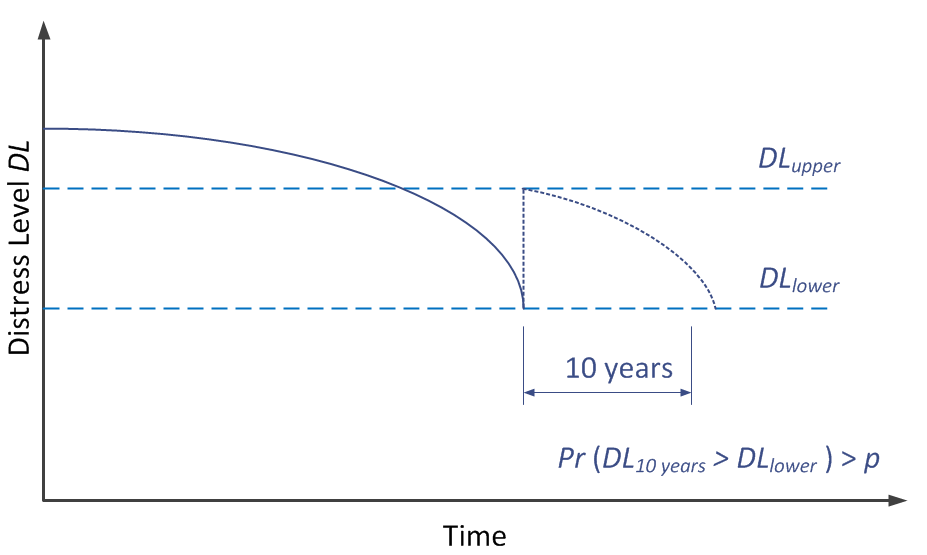 Distress Level DL
DLupper
DLlower
10 years
Pr (DL10 years > DLlower ) > p
Time